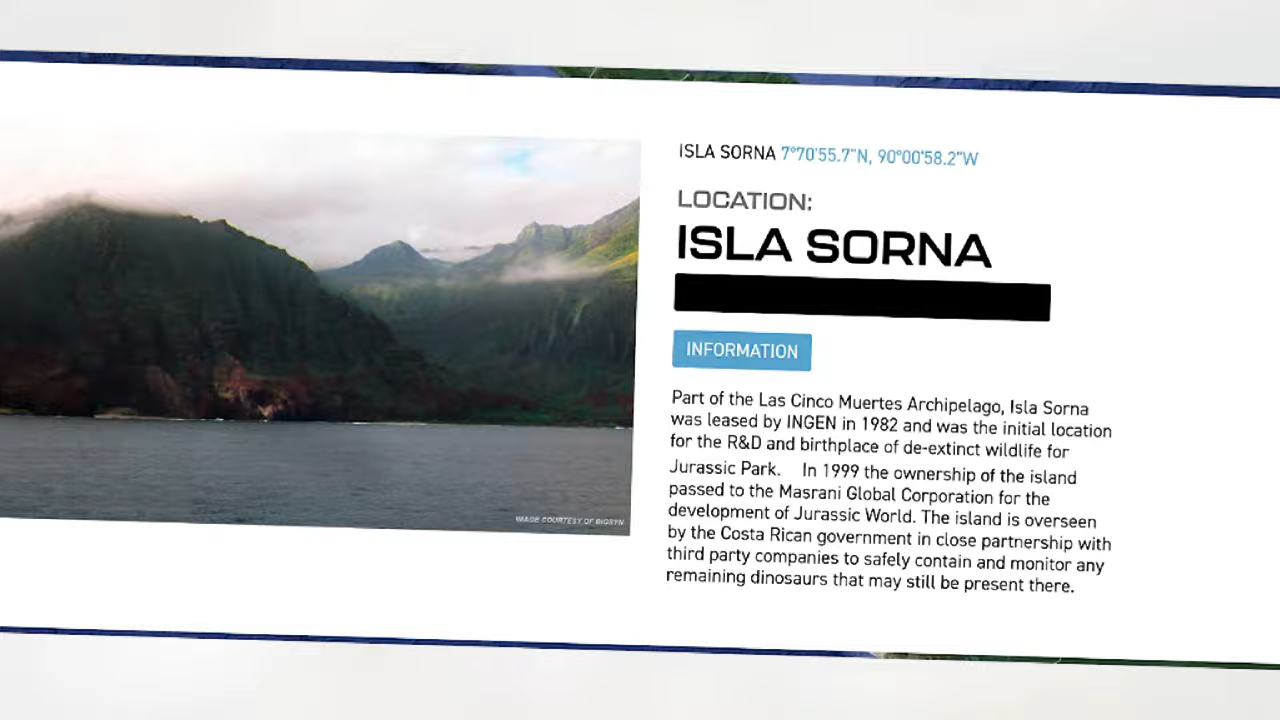 ISLA SORNA 7°70'55.7"N, 90°00'58.2"W
LOCATION:
ISLA SORNA
INFORMATION
Part of the Las Cinco Muertes Archipelago, Isla Sorna
was leased by INGEN in 1982 and was the initial location
for the R&D and birthplace of de-extinct wildlife for
Jurassic Park. In 1999 the ownership of the island
passed to the Masrani Global Corporation for the
development of Jurassic World. The island is overseen
by the Costa Rican government in close partnership with
third party companies to safely contain and monitor any
remaining dinosaurs that may still be present there.
IMAGE COURTESY OF BIOSYN